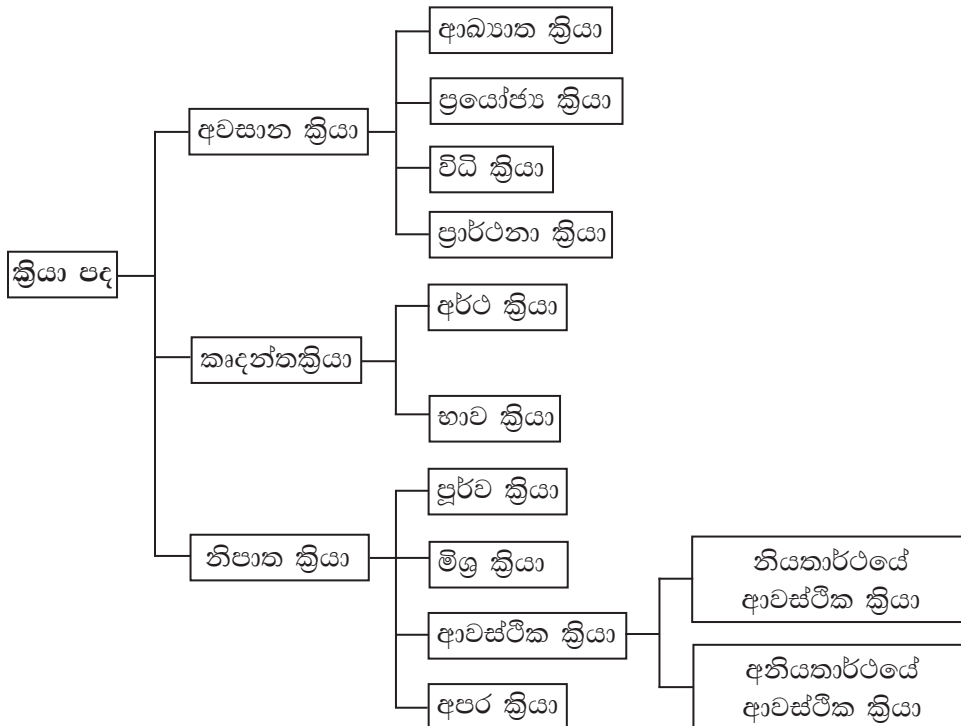 ක්‍රියා පද
අවසාන ක්‍රියා
ආඛ්‍යාත ක්‍රියා
ප්‍රයෝජ්‍ය ක්‍රියා
විධි ක්‍රියා
ප්‍රාර්ථනා ක්‍රියා
කෘදන්තක්‍රියා
අර්ථ ක්‍රියා
භාව ක්‍රියා
නිපාත ක්‍රියා
පූර්ව ක්‍රියා
මිශ්‍ර ක්‍රියා
ආවස්ථික ක්‍රියා
නියතාර්ථයේ
ආවස්ථික ක්‍රියා
අනියතාර්ථයේ
ආවස්ථික ක්‍රියා
අපර ක්‍රියා